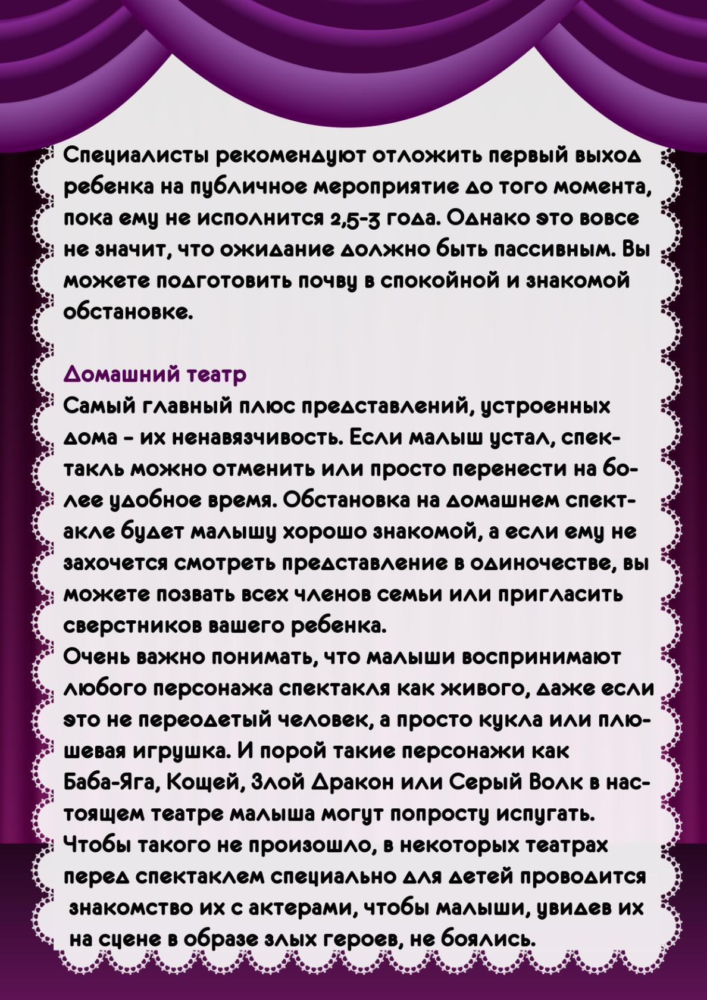 Специалисты рекомендуют отложить первый выход
ребенка на публичное мероприятие до того момента,
пока ему не исполнится 2,5-3 года. Однако это вовсе
не значит, что ожидание должно быть пассивным. Вы
можете подготовить почву в спокойной и знакомой
обстановке.
Домашний театр
Самый главный плюс представлений, устроенных
дома – их ненавязчивость. Если малыш устал, спек-
такль можно отменить или просто перенести на бо-
лее удобное время. Обстановка на домашнем спект-
акле будет малышу хорошо знакомой, а если ему не
захочется смотреть представление в одиночестве, вы
можете позвать всех членов семьи или пригласить
сверстников вашего ребенка.
Очень важно понимать, что малыши воспринимают
любого персонажа спектакля как живого, даже если
это не переодетый человек, а просто кукла или плю-
шевая игрушка. И порой такие персонажи как
Баба-Яга, Кощей, Злой Дракон или Серый Волк в нас-
тоящем театре малыша могут попросту испугать.
Чтобы такого не произошло, в некоторых театрах
перед спектаклем специально для детей проводится
знакомство их с актерами, чтобы малыши, увидев их
на сцене в образе злых героев, не боялись.